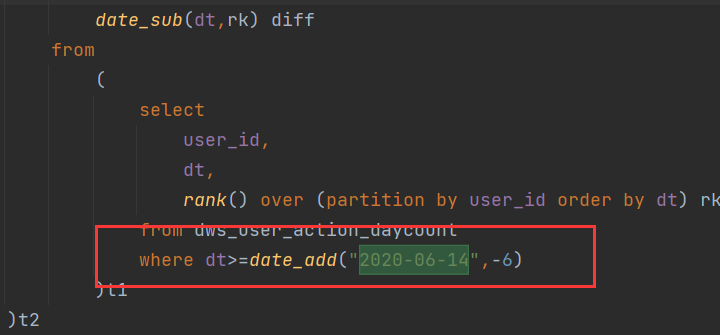 date_sub(dt,rk) diff
from
(
select
user_id,
dt,
rank() over (partition by user_id order by dt) rk
from dws_user_action_daycount
where dt>=date_add("2020-06-14",-6)
)t1
)t2